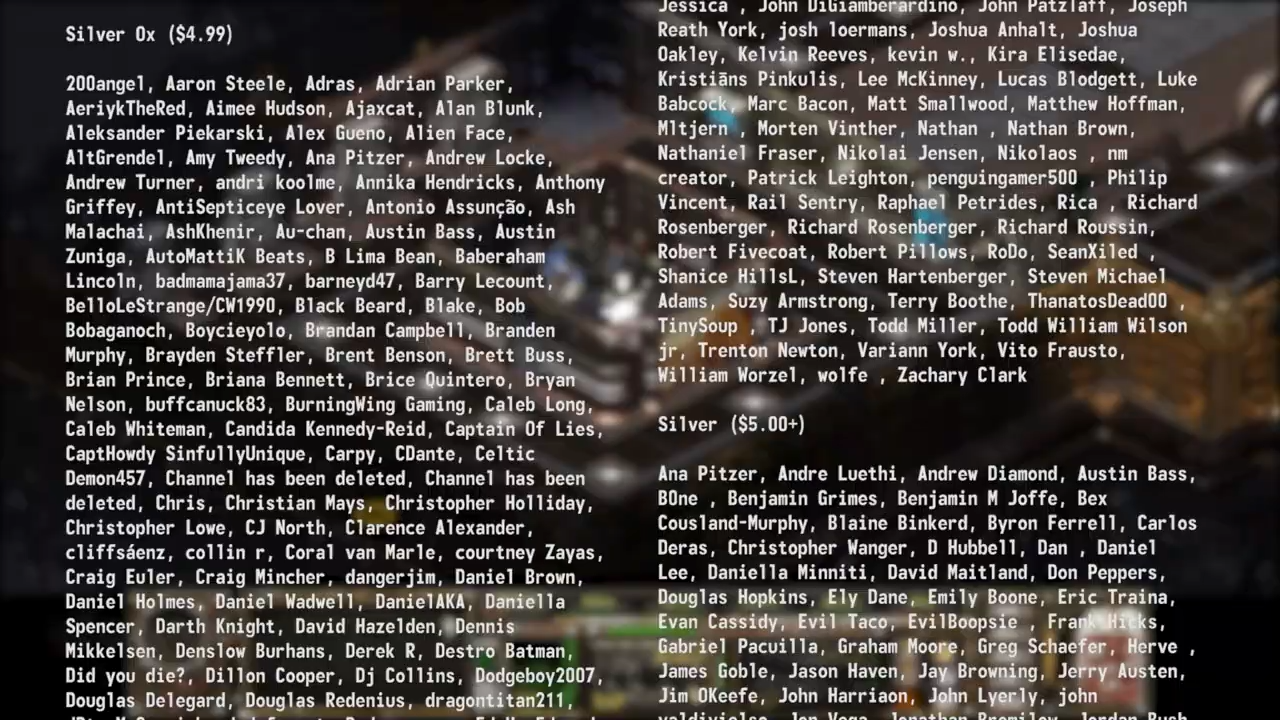 Silver Ox ($4.99)
200angel, Aaron Steele, Adras, Adrian Parker,
AeriykTheRed, Aimee Hudson, Ajaxcat, Alan Blunk,
Aleksander Piekarski, Alex Gueno, Alien Face,
AltGrendel, Amy Tweedy, Ana Pitzer, Andrew Locke,
Andrew Turner, andri koolme, Annika Hendricks, Anthony
Griffey, AntiSepticeye Lover, Antonio Assunção, Ash
Malachai, AshKhenir, Au-chan, Austin Bass, Austin
Zuniga, AutoMattiK Beats, B Lima Bean, Baberaham
Lincoln, badmamajama37, barneyd47, Barry Lecount,
BelloLeStrange/CW1990, Black Beard, Blake, Bob
Bobaganoch, Boycieyolo, Brandan Campbell, Branden
Murphy, Brayden Steffler, Brent Benson, Brett Buss,
Brian Prince, Briana Bennett, Brice Quintero, Bryan
Nelson, buffcanuck83, BurningWing Gaming, Caleb Long,
Caleb Whiteman, Candida Kennedy-Reid, Captain Of Lies,
CaptHowdy SinfullyUnique, Carpy, CDante, Celtic
Demon457, Channel has been deleted, Channel has been
deleted, Chris, Christian Mays, Christopher Holliday,
Christopher Lowe, CJ North, Clarence Alexander,
cliffsáenz, collin r, Coral van Marle, courtney Zayas,
Craig Euler, Craig Mincher, dangerjim, Daniel Brown,
Daniel Holmes, Daniel Wadwell, DanielAKA, Daniella
Spencer, Darth Knight, David Hazelden, Dennis
Mikkelsen, Denslow Burhans, Derek R, Destro Batman,
Did you die?, Dillon Cooper, Dj Collins, Dodgeboy2007,
Douglas Delegard, Douglas Redenius, dragontitan211,
Jessica , John DiGiamberardino, John Patzlaff, Joseph
Reath York, josh loermans, Joshua Anhalt, Joshua
Oakley, Kelvin Reeves, kevin w., Kira Elisedae,
Kristiāns Pinkulis, Lee McKinney, Lucas Blodgett, Luke
Babcock, Marc Bacon, Matt Smallwood, Matthew Hoffman,
Mltjern , Morten Vinther, Nathan , Nathan Brown,
Nathaniel Fraser, Nikolai Jensen, Nikolaos , nm
creator, Patrick Leighton, penguingamer500 , Philip
Vincent, Rail Sentry, Raphael Petrides, Rica , Richard
Rosenberger, Richard Rosenberger, Richard Roussin,
Robert Fivecoat, Robert Pillows, RoDo, SeanXiled ,
Shanice HillsL, Steven Hartenberger, Steven Michael
Adams, Suzy Armstrong, Terry Boothe, ThanatosDead00 ,
TinySoup , TJ Jones, Todd Miller, Todd William Wilson
jr, Trenton Newton, Variann York, Vito Frausto,
William Worzel, wolfe , Zachary Clark
Silver ($5.00+)
Ana Pitzer, Andre Luethi, Andrew Diamond, Austin Bass,
B0ne , Benjamin Grimes, Benjamin M Joffe, Bex
Cousland-Murphy, Blaine Binkerd, Byron Ferrell, Carlos
Deras, Christopher Wanger, D Hubbell, Dan , Daniel
Lee, Daniella Minniti, David Maitland, Don Peppers,
Douglas Hopkins, Ely Dane, Emily Boone, Eric Traina,
Evan Cassidy, Evil Taco, EvilBoopsie , Frank Hicks,
Gabriel Pacuilla, Graham Moore, Greg Schaefer, Herve ,
James Goble, Jason Haven, Jay Browning, Jerry Austen,
Jim OKeefe, John Harriaon, John Lyerly, john
valdivielso, Jon Vega, Jonathan Bromilow, Jordan Bush